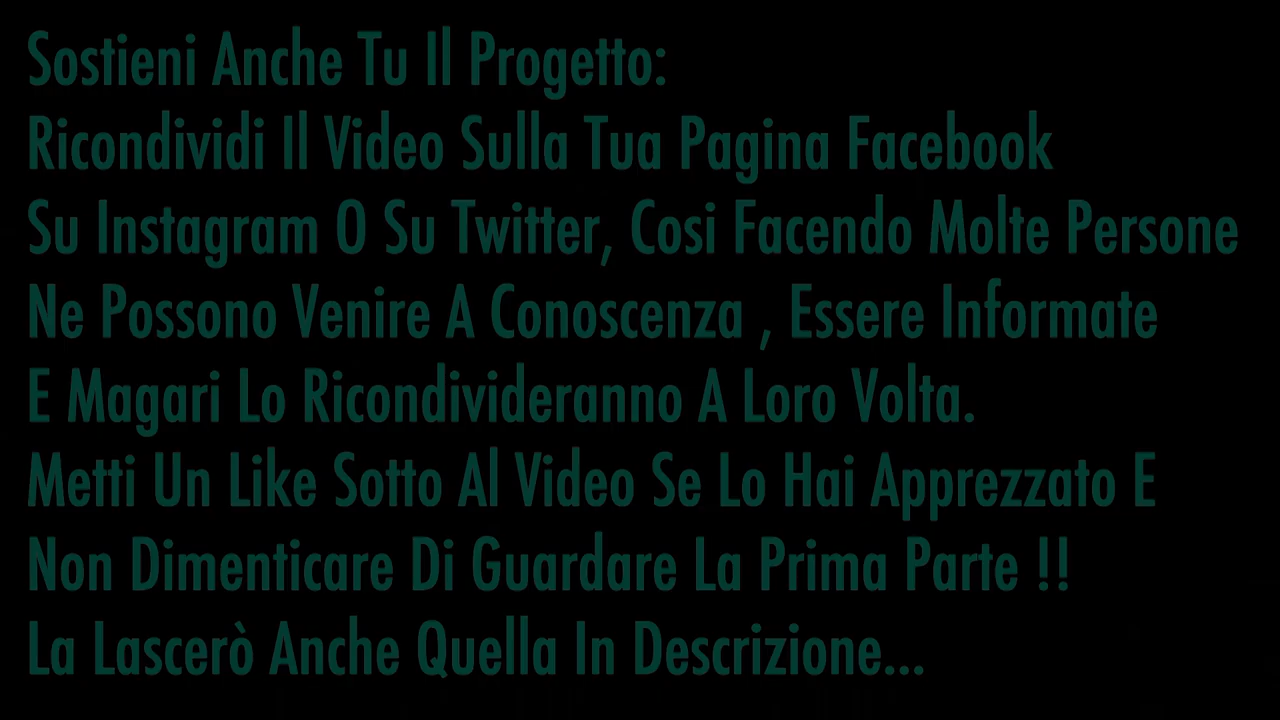 Sostieni Anche Tu Il Progetto:
Ricondividi Il Video Sulla Tua Pagina Facebook
Su Instagram O Su Twitter, Cosi Facendo Molte Persone
Ne Possono Venire A Conoscenza , Essere Informate
E Magari Lo Ricondivideranno A Loro Volta.
Metti Un Like Sotto Al Video Se Lo Hai Apprezzato E
Non Dimenticare Di Guardare La Prima Parte !!
La Lascerò Anche Quella In Descrizione...